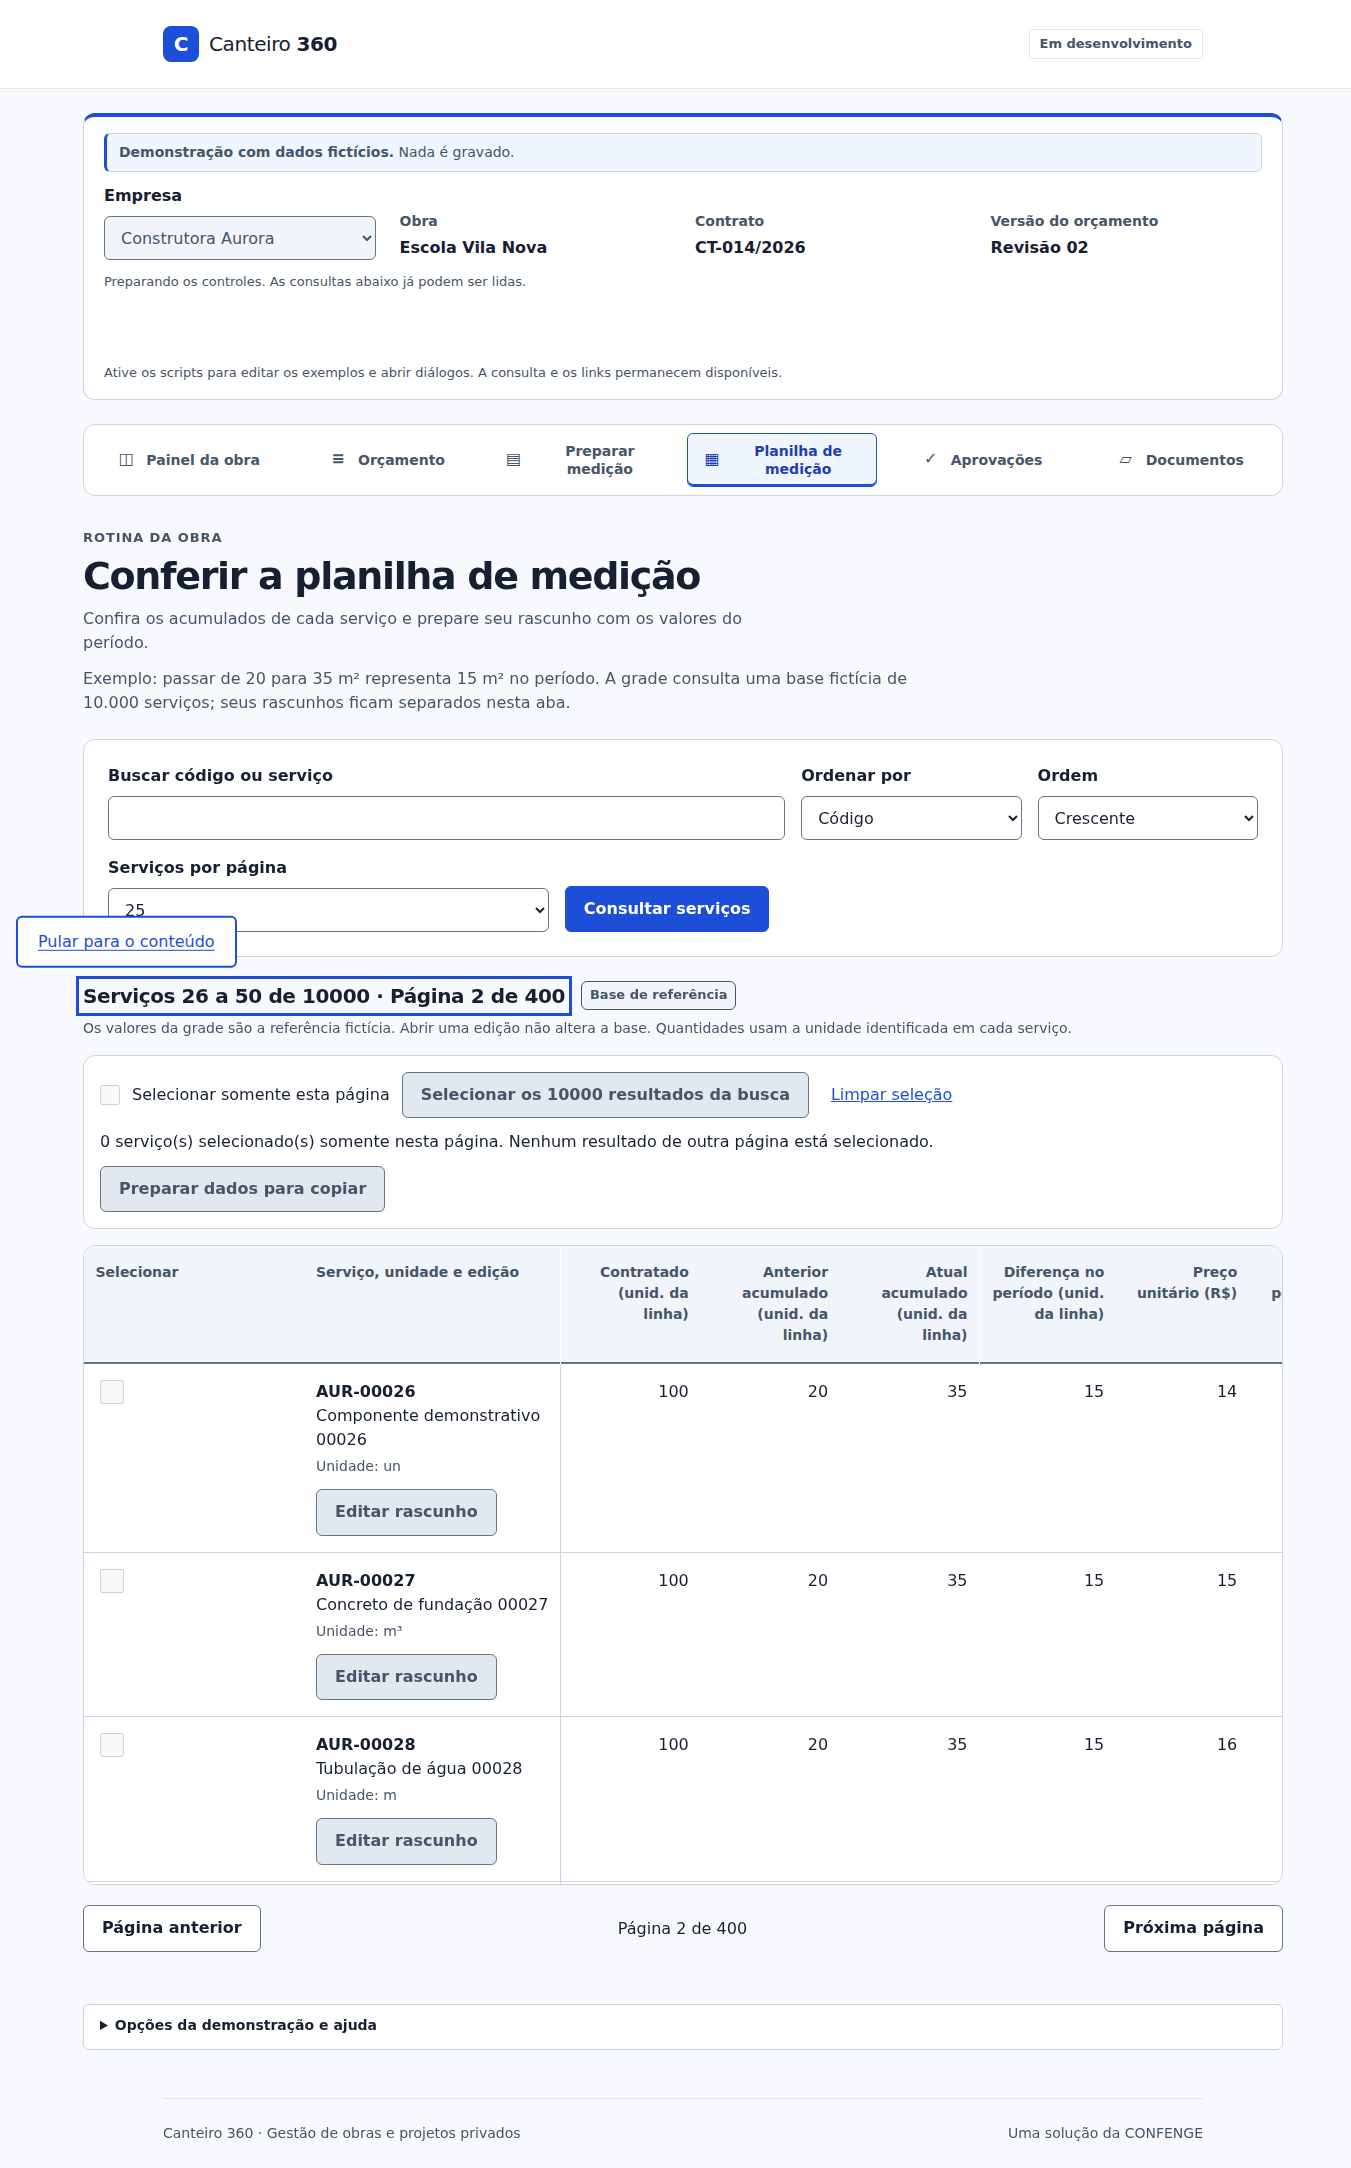 C Canteiro 360
Em desenvolvimento
Demonstração com dados fictícios. Nada é gravado.
Empresa
Construtora Aurora
Obra
Escola Vila Nova
Contrato
CT-014/2026
Versão do orçamento
Revisão 02
Preparando os controles. As consultas abaixo já podem ser lidas.
Ative os scripts para editar os exemplos e abrir diálogos. A consulta e os links permanecem disponíveis.
Painel da obra
Orçamento
Preparar
medição
Planilha de
medição
Aprovações
Documentos
ROTINA DA OBRA
Conferir a planilha de medição
Confira os acumulados de cada serviço e prepare seu rascunho com os valores do
período.
Exemplo: passar de 20 para 35 m² representa 15 m² no período. A grade consulta uma base fictícia de
10.000 serviços; seus rascunhos ficam separados nesta aba.
Buscar código ou serviço
Ordenar por
Código
Ordem
Crescente
Serviços por página
25
Consultar serviços
Pular para o conteúdo
Serviços 26 a 50 de 10000 · Página 2 de 400
Base de referência
Os valores da grade são a referência fictícia. Abrir uma edição não altera a base. Quantidades usam a unidade identificada em cada serviço.
Selecionar somente esta página
Selecionar os 10000 resultados da busca
Limpar seleção
0 serviço(s) selecionado(s) somente nesta página. Nenhum resultado de outra página está selecionado.
Preparar dados para copiar
Selecionar
Serviço, unidade e edição
Contratado
(unid. da
linha)
Anterior
acumulado
(unid. da
linha)
Atual
acumulado
(unid. da
linha)
Diferença no
período (unid.
da linha)
Preço
unitário (R$)
p
AUR-00026
Componente demonstrativo
00026
Unidade: un
Editar rascunho
100
20
35
15
14
AUR-00027
Concreto de fundação 00027
Unidade: m³
Editar rascunho
100
20
35
15
15
AUR-00028
Tubulação de água 00028
Unidade: m
Editar rascunho
100
20
35
15
16
Página anterior
Página 2 de 400
Próxima página
Opções da demonstração e ajuda
Canteiro 360 · Gestão de obras e projetos privados
Uma solução da CONFENGE